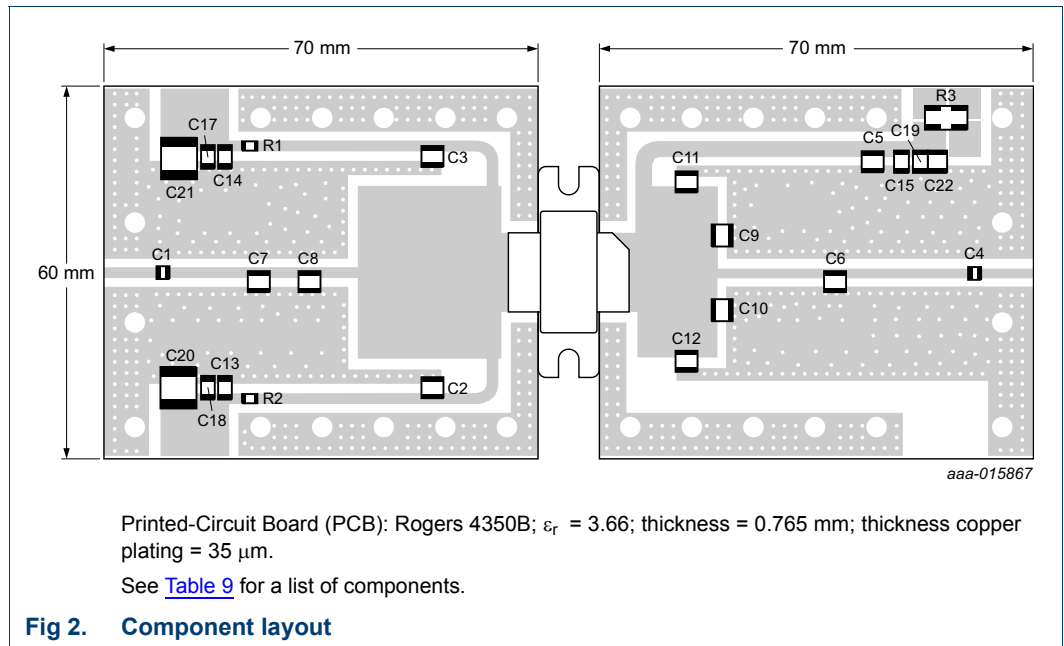 70 mm
70 mm
R3
C17
C19
R1
C5
C3
C11
C14
C15
C22
C21
C9
C1
C7
C8
C6
C4
60 mm
C10
C20
C13
C12
C2
R2
C18
aaa-015867
Printed-Circuit Board (PCB): Rogers 4350B; εr = 3.66; thickness = 0.765 mm; thickness copper
plating = 35 μm.
See Table 9 for a list of components.
Fig 2. Component layout